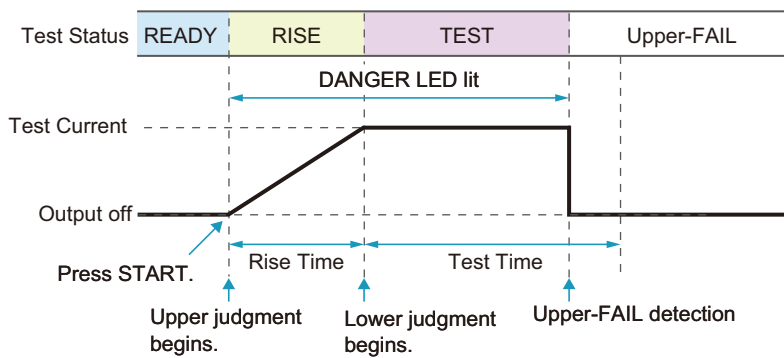 Test Status READY RISE TEST Upper-FAIL
DANGER LED lit
Test Current
Output off
Rise Time Test Time
Press START.
Upper judgment
begins.
Lower judgment
begins.
Upper-FAIL detection